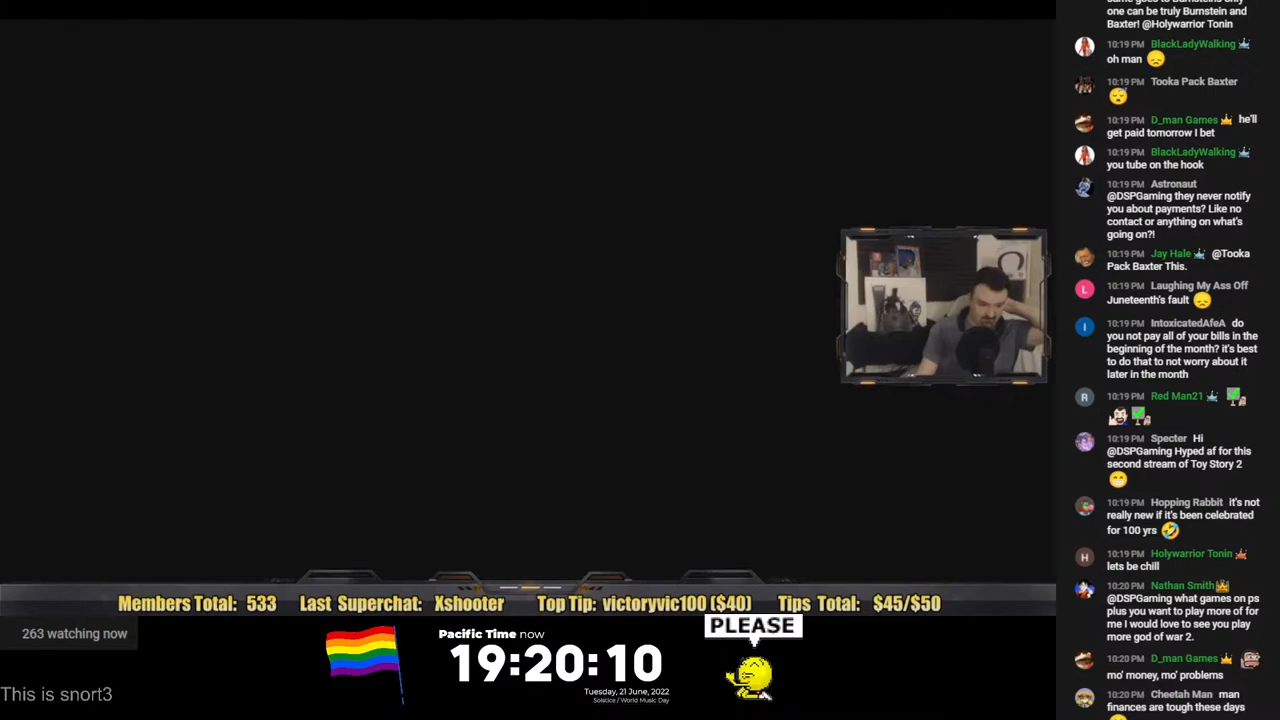 same goes to Burnsteins only
one can be truly Burnstein and
Baxter! @Holywarrior Tonin
10:19 PM BlackLadyWalking
oh man
10:19 PM Tooka Pack Baxter
10:19 PM D_man Games he'll
get paid tomorrow I bet
10:19 PM BlackLadyWalking
you tube on the hook
10:19 PM Astronaut
@DSPGaming they never notify
you about payments? Like no
contact or anything on what's
going on?!
10:19 PM Jay Hale @Tooka
Pack Baxter This.
10:19 PM Laughing My Ass Off
Juneteenth's fault
10:19 PM IntoxicatedAfeA do
you not pay all of your bills in the
beginning of the month? it's best
to do that to not worry about it
later in the month
10:19 PM Red Man21
10:19 PM Specter Hi
@DSPGaming Hyped af for this
second stream of Toy Story 2
10:19 PM Hopping Rabbit it's not
really new if it's been celebrated
for 100 yrs
10:19 PM Holywarrior Tonin
lets be chill
10:20 PM Nathan Smith
@DSPGaming what games on ps
plus you want to play more of for
me I would love to see you play
more god of war 2.
10:20 PM D_man Games
mo' money, mo' problems
10:20 PM Cheetah Man man
finances are tough these days
Members Total: 533 Last Superchat: Xshooter Top Tip: victoryvic100 ($40) Tips Total: $45/$50
263 watching now
Pacific Time now
19:20:10
Tuesday, 21 June, 2022
Solstice / World Music Day
PLEASE
This is snort3